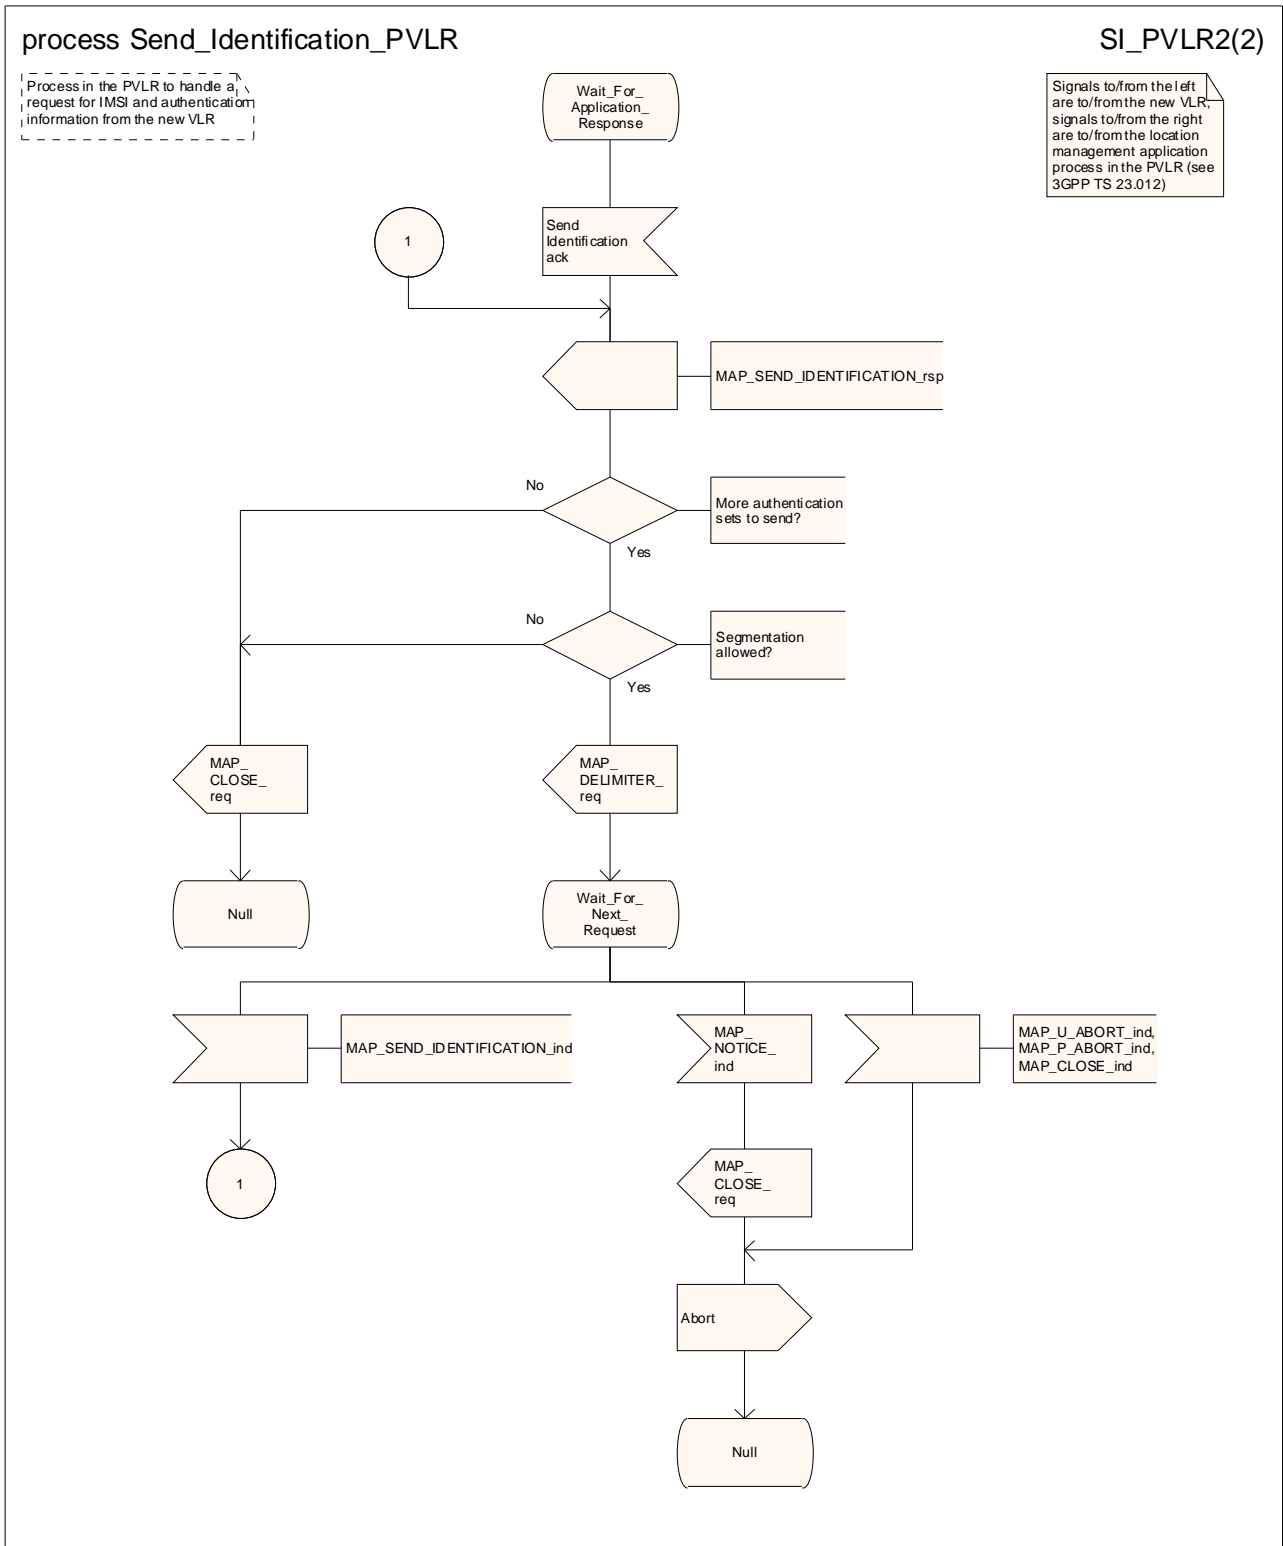 process Send_Identification_PVLR
SI_PVLR2(2)
Process in the PVLR to handle a
request for IMSI and authentication
information from the new VLR
Signals to/from the left
are to/from the new VLR;
signals to/from the right
are to/from the location
management application
process in the PVLR (see
3GPP TS 23.012)
Wait_For_
Application_
Response
1
Send
Identification
ack
MAP_SEND_IDENTIFICATION_rsp
No
More authentication
sets to send?
Yes
No
Segmentation
allowed?
Yes
MAP_
CLOSE_
req
MAP_
DELIMITER_
req
Null
Wait_For_
Next_
Request
MAP_SEND_IDENTIFICATION_ind
MAP_
NOTICE_
ind
MAP_U_ABORT_ind,
MAP_P_ABORT_ind,
MAP_CLOSE_ind
1
MAP_
CLOSE_
req
Abort
Null